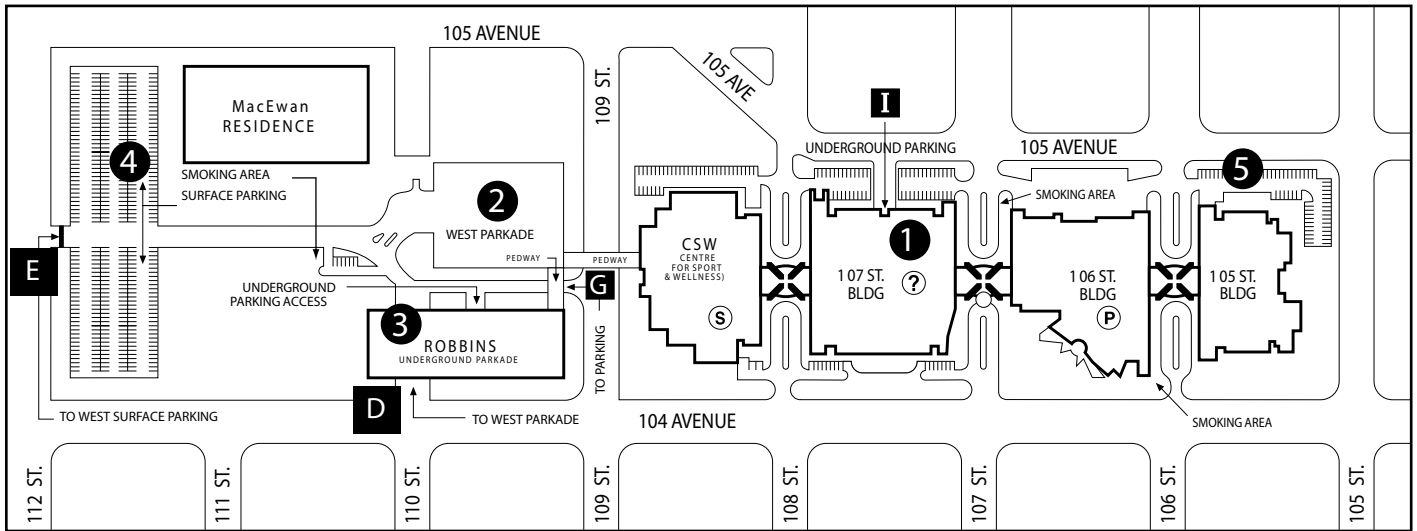 105 AVENUE
109 ST.
105 AVE
MacEwan
RESIDENCE
I
UNDERGROUND PARKING
105 AVENUE
4
SMOKING AREA
SURFACE PARKING
2
WEST PARKADE
5
SMOKING AREA
1
CSW
CENTRE
FOR SPORT
& WELLNESS)
107 ST.
BLDG
?
106 ST.
BLDG
105 ST.
BLDG
PEDWAY
PEDWAY
E
G
UNDERGROUND
PARKING ACCESS
S
P
3
ROBBINS
UNDERGROUND PARKADE
TO PARKING
D
TO WEST SURFACE PARKING
TO WEST PARKADE
104 AVENUE
SMOKING AREA
112 ST.
111 ST.
110 ST.
109 ST.
108 ST.
107 ST.
106 ST.
105 ST.